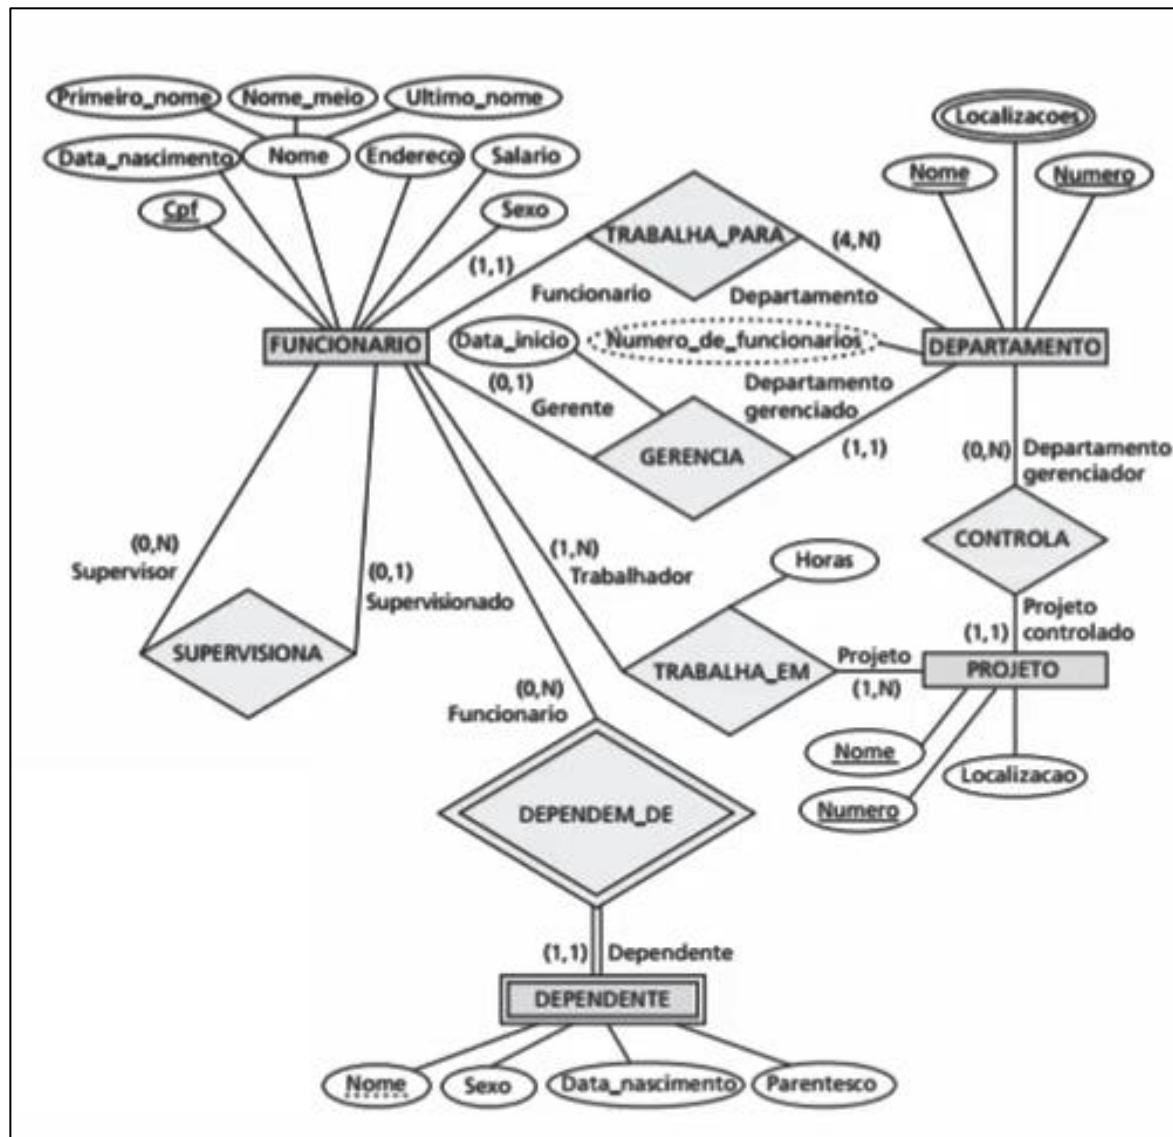 Primeiro_nome
Nome_meio
Ultimo_nome
Data_nascimento
Nome
Endereco
Salario
Cpf
Sexo
Localizacoes
Nome
Numero
TRABALHA_PARA
(1,1)
(4,N)
Funcionario
Departamento
FUNCIONARIO
Data_inicio
Numero_de_funcionarios
DEPARTAMENTO
(0,1)
Gerente
Departamento
gerenciado
GERENCIA
(1,1)
(0,N)
Departamento
gerenciador
CONTROLA
(0,N)
Supervisor
(0,1)
Supervisionado
SUPERVISIONA
(1,N)
Trabalhador
Horas
TRABALHA_EM
Projeto
(1,N)
Projeto
controlado
(1,1)
PROJETO
Nome
Numero
Localizacao
(0,N)
Funcionario
DEPENDEM_DE
(1,1)
Dependente
DEPENDENTE
Nome
Sexo
Data_nascimento
Parentesco